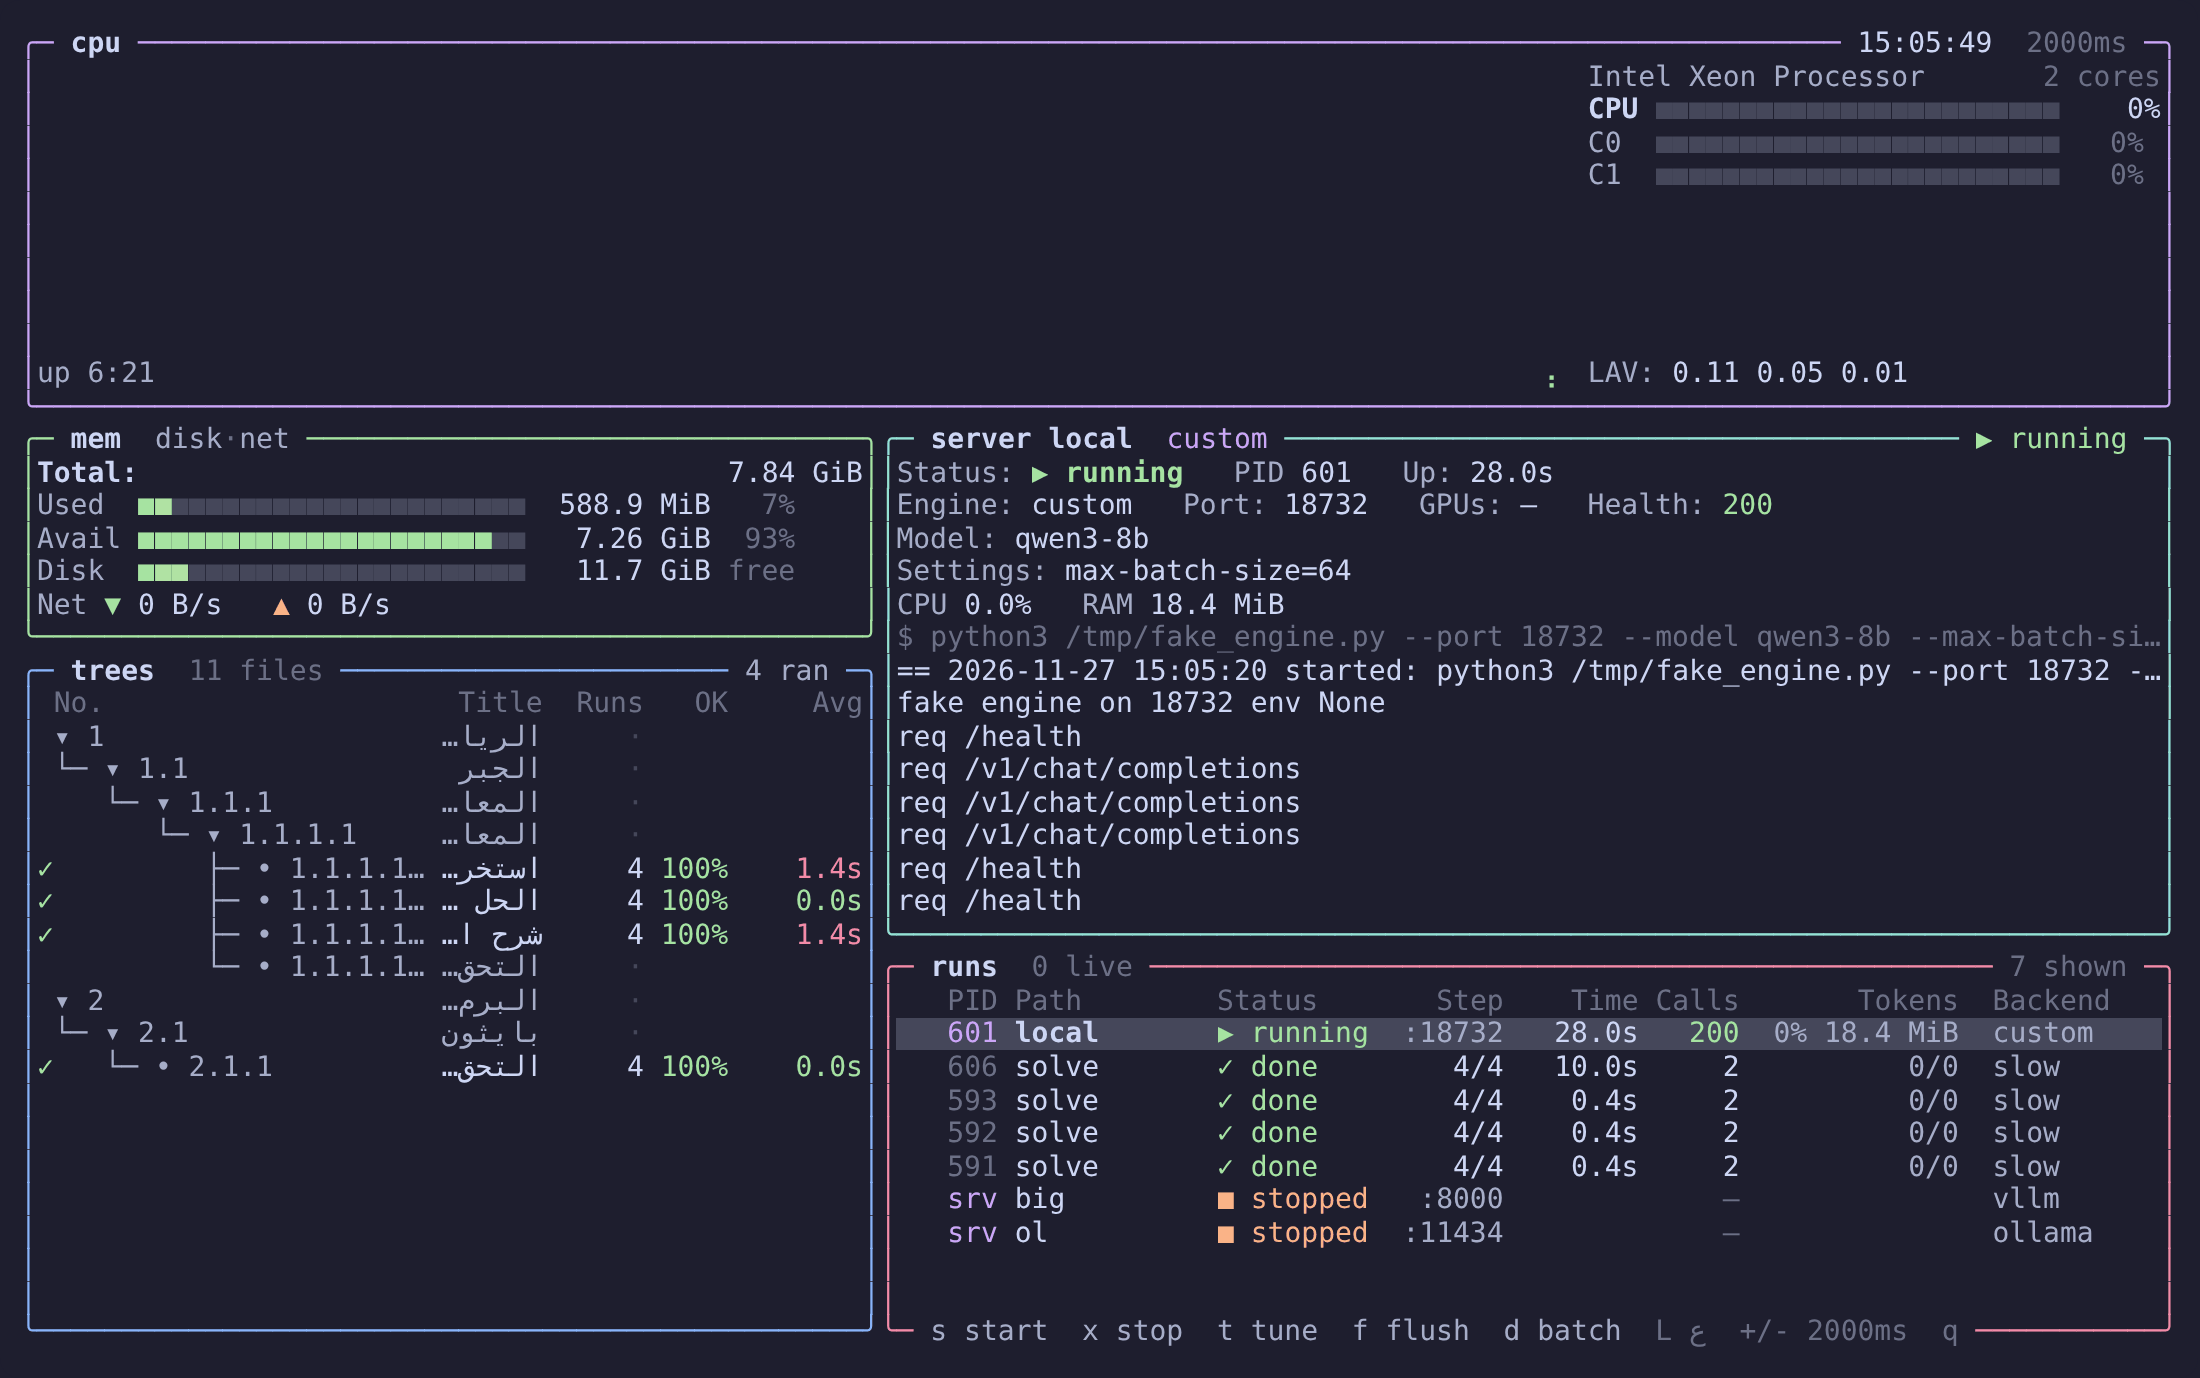 cpu 15:05:49 2000ms
Intel Xeon Processor 2 cores
CPU 0%
C0 0%
C1 0%
up 6:21 LAV: 0.11 0.05 0.01
mem disk·net
Total: 7.84 GiB
Used 588.9 MiB 7%
Avail 7.26 GiB 93%
Disk 11.7 GiB free
Net ▼ 0 B/s ▲ 0 B/s
trees 11 files 4 ran
No. Title Runs OK Avg
▾ 1 الريا… ·
└─ ▾ 1.1 الجبر ·
└─ ▾ 1.1.1 المعا… ·
└─ ▾ 1.1.1.1 المعا… ·
✓ ├─ • 1.1.1.1… استخر… 4 100% 1.4s
✓ ├─ • 1.1.1.1… الحل … 4 100% 0.0s
✓ ├─ • 1.1.1.1… شرح ا… 4 100% 1.4s
└─ • 1.1.1.1… التحق… ·
▾ 2 البرم… ·
└─ ▾ 2.1 بايثون ·
✓ └─ • 2.1.1 التحق… 4 100% 0.0s
server local custom ▶ running
Status: ▶ running PID 601 Up: 28.0s
Engine: custom Port: 18732 GPUs: — Health: 200
Model: qwen3-8b
Settings: max-batch-size=64
CPU 0.0% RAM 18.4 MiB
$ python3 /tmp/fake_engine.py --port 18732 --model qwen3-8b --max-batch-si…
== 2026-11-27 15:05:20 started: python3 /tmp/fake_engine.py --port 18732 -…
fake engine on 18732 env None
req /health
req /v1/chat/completions
req /v1/chat/completions
req /v1/chat/completions
req /health
req /health
runs 0 live 7 shown
PID Path Status Step Time Calls Tokens Backend
601 local ▶ running :18732 28.0s 200 0% 18.4 MiB custom
606 solve ✓ done 4/4 10.0s 2 0/0 slow
593 solve ✓ done 4/4 0.4s 2 0/0 slow
592 solve ✓ done 4/4 0.4s 2 0/0 slow
591 solve ✓ done 4/4 0.4s 2 0/0 slow
srv big ■ stopped :8000 — vllm
srv ol ■ stopped :11434 — ollama
s start x stop t tune f flush d batch L ع +/- 2000ms q